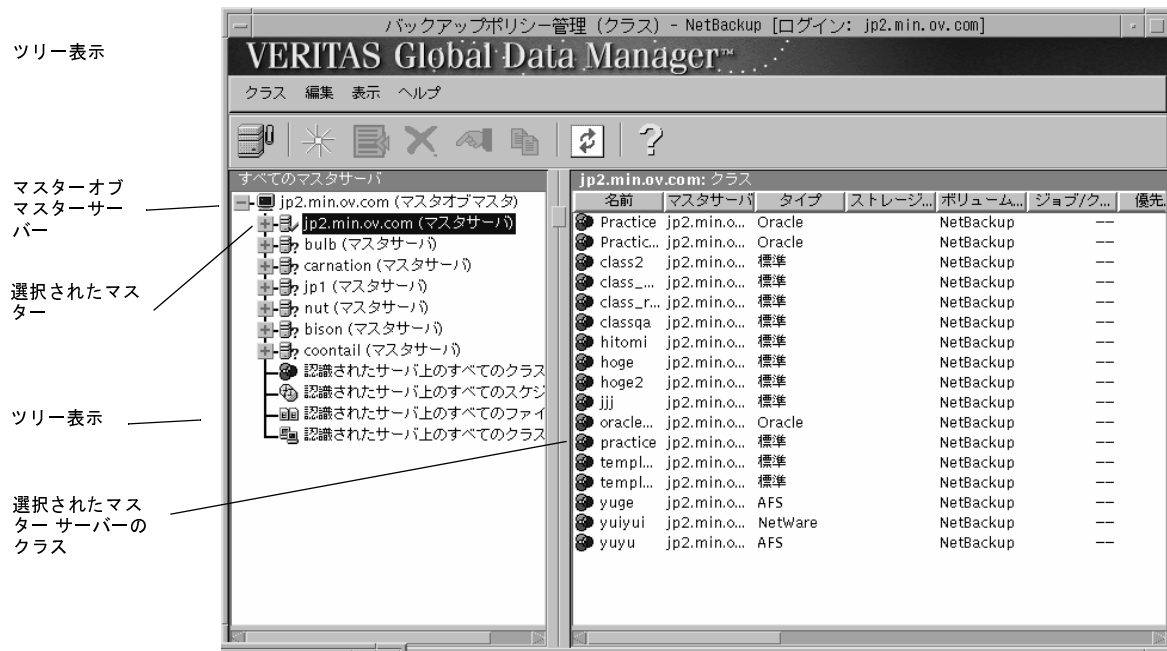 バックアップポリシー管理 (クラス) - NetBackup [ログイン: jp2.min.ov.com]
VERITAS Global Data Manager™
クラス 編集 表示 ヘルプ
ツリー表示
マスターオブ
マスターサー
バー
選択されたマス
ター
ツリー表示
選択されたマス
ター サーバーの
クラス
すべてのマスタサーバ
jp2.min.ov.com (マスタオブマスタ)
jp2.min.ov.com (マスタサーバ)
bulb (マスタサーバ)
carnation (マスタサーバ)
jp1 (マスタサーバ)
nut (マスタサーバ)
bison (マスタサーバ)
coontail (マスタサーバ)
認識されたサーバ上のすべてのクラス
認識されたサーバ上のすべてのスケジ
認識されたサーバ上のすべてのファイ
認識されたサーバ上のすべてのクラス
jp2.min.ov.com: クラス
名前 マスタサーバ タイプ ストレージ... ボリューム... ジョブ/ク... 優先.
Practice jp2.min.o... Oracle NetBackup --
Practic... jp2.min.o... Oracle NetBackup --
class2 jp2.min.o... 標準 NetBackup --
class_... jp2.min.o... 標準 NetBackup --
class_r... jp2.min.o... 標準 NetBackup --
classqa jp2.min.o... 標準 NetBackup --
hitomi jp2.min.o... 標準 NetBackup --
hoge jp2.min.o... 標準 NetBackup --
hoge2 jp2.min.o... 標準 NetBackup --
jjj jp2.min.o... 標準 NetBackup --
oracle... jp2.min.o... Oracle NetBackup --
practice jp2.min.o... 標準 NetBackup --
templ... jp2.min.o... 標準 NetBackup --
templ... jp2.min.o... 標準 NetBackup --
yuge jp2.min.o... AFS NetBackup --
yuiyui jp2.min.o... NetWare NetBackup --
yuyu jp2.min.o... AFS NetBackup --